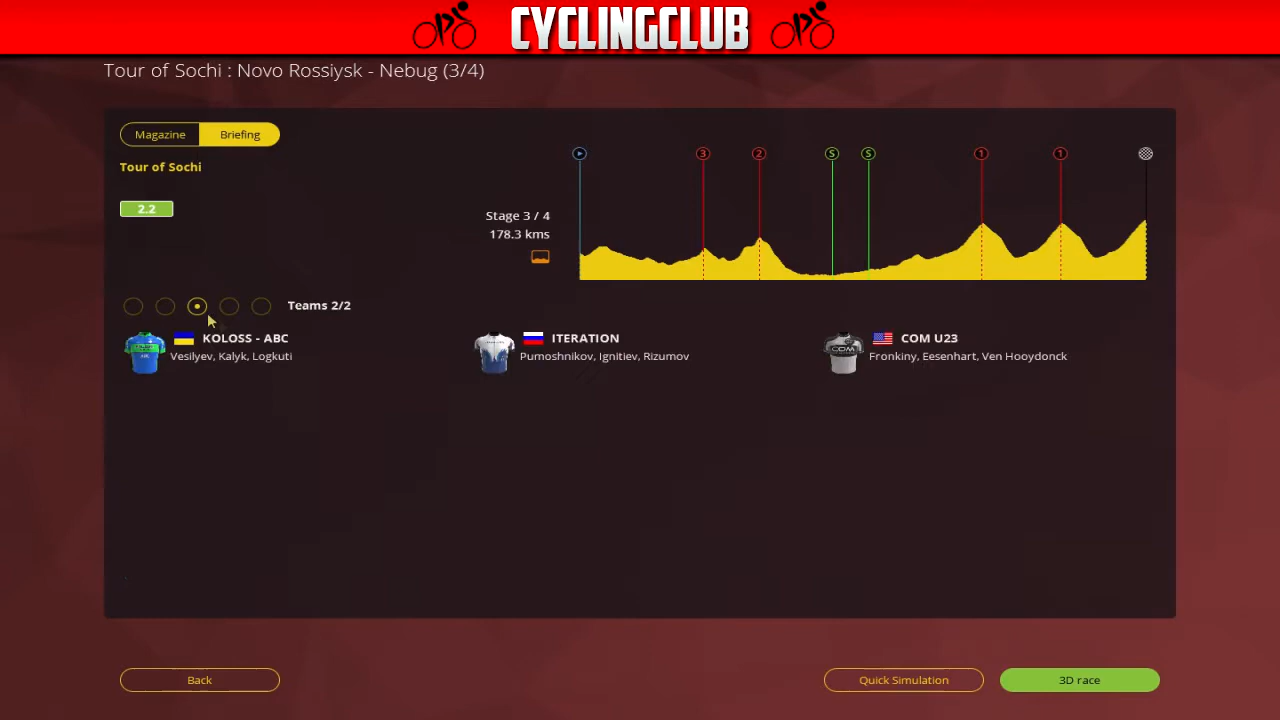 CYCLINGCLUB
Tour of Sochi : Novo Rossiysk - Nebug (3/4)
Magazine Briefing
Tour of Sochi
2.2
3 2 S S 1 1
Stage 3 / 4
178.3 kms
Teams 2/2
KOLOSS - ABC
Vesilyev, Kalyk, Logkuti
ITERATION
Pumoshnikov, Ignitiev, Rizumov
COM U23
Fronkiny, Eesenhart, Ven Hooydonck
Back Quick Simulation 3D race